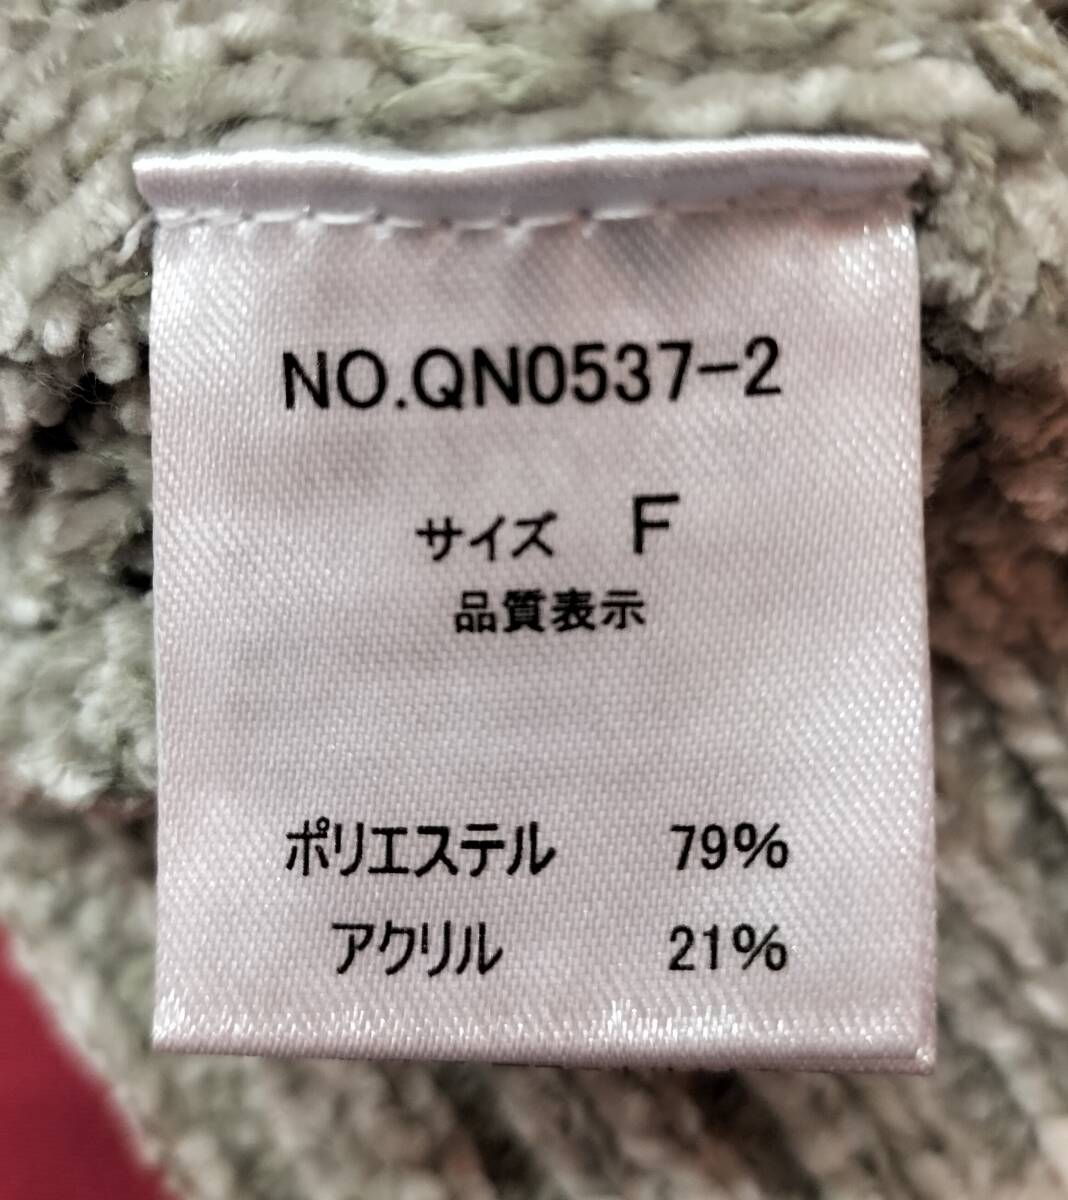 NO.QN0537-2
サイズ F
品質表示
ポリエステル 79%
アクリル 21%